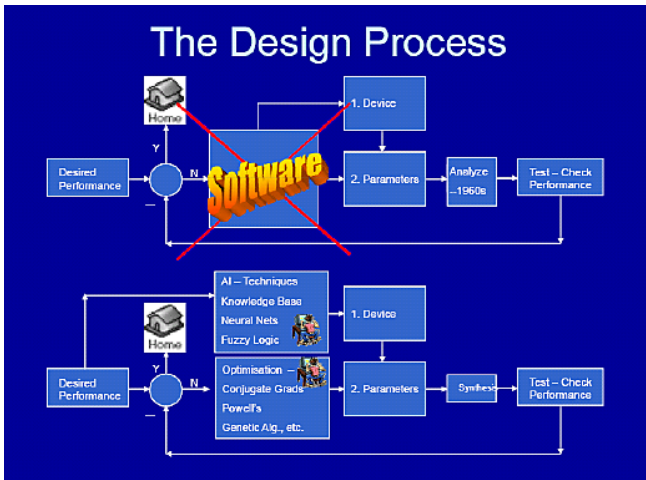 The Design Process
Home
1. Device
Y
Desired
Performance
N
Software
2. Parameters
Analyze
–1960s
Test – Check
Performance
—
AI – Techniques
Knowledge Base
Neural Nets
Fuzzy Logic
Home
1. Device
Y
Optimisation –
Conjugate Grads
Powell's
Genetic Alg., etc.
Desired
Performance
N
2. Parameters
Synthesis
Test – Check
Performance
—